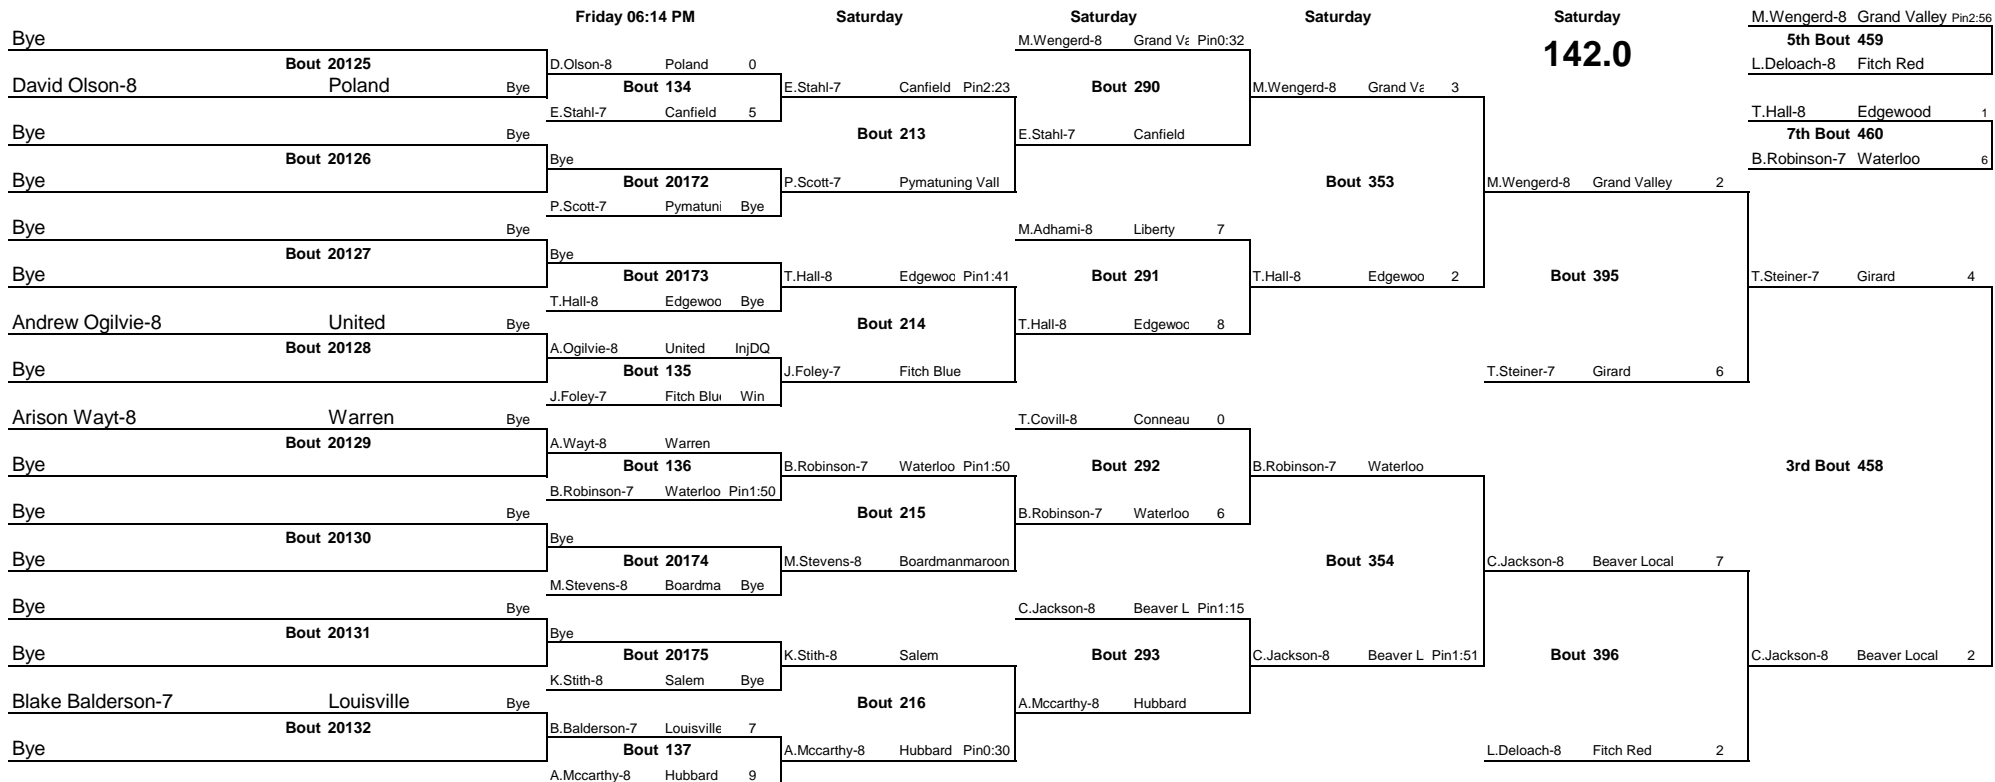 Friday 06:14 PM Saturday Saturday Saturday Saturday M.Wengerd-8 Grand Valley Pin2:56
Bye M.Wengerd-8 Grand Va Pin0:32 142.0 5th Bout 459
Bout 20125 D.Olson-8 Poland 0 L.Deloach-8 Fitch Red
David Olson-8 Poland Bye Bout 134 E.Stahl-7 Canfield Pin2:23 Bout 290 M.Wengerd-8 Grand Va 3
E.Stahl-7 Canfield 5 T.Hall-8 Edgewood 1
Bye Bye Bout 213 E.Stahl-7 Canfield 7th Bout 460
Bout 20126 Bye B.Robinson-7 Waterloo 6
Bye Bout 20172 P.Scott-7 Pymatuning Vall Bout 353 M.Wengerd-8 Grand Valley 2
P.Scott-7 Pymatuni Bye
Bye Bye M.Adhami-8 Liberty 7
Bout 20127 Bye
Bye Bout 20173 T.Hall-8 Edgewoo Pin1:41 Bout 291 T.Hall-8 Edgewoo 2 Bout 395 T.Steiner-7 Girard 4
T.Hall-8 Edgewoo Bye
Andrew Ogilvie-8 United Bye Bout 214 T.Hall-8 Edgewoo 8
Bout 20128 A.Ogilvie-8 United InjDQ
Bye Bout 135 J.Foley-7 Fitch Blue T.Steiner-7 Girard 6
J.Foley-7 Fitch Blu Win
Arison Wayt-8 Warren Bye T.Covill-8 Conneau 0
Bout 20129 A.Wayt-8 Warren
Bye Bout 136 B.Robinson-7 Waterloo Pin1:50 Bout 292 B.Robinson-7 Waterloo 3rd Bout 458
B.Robinson-7 Waterloo Pin1:50
Bye Bye Bout 215 B.Robinson-7 Waterloo 6
Bout 20130 Bye
Bye Bout 20174 M.Stevens-8 Boardmanmaroon Bout 354 C.Jackson-8 Beaver Local 7
M.Stevens-8 Boardma Bye
Bye Bye C.Jackson-8 Beaver L Pin1:15
Bout 20131 Bye
Bye Bout 20175 K.Stith-8 Salem Bout 293 C.Jackson-8 Beaver L Pin1:51 Bout 396 C.Jackson-8 Beaver Local 2
K.Stith-8 Salem Bye
Blake Balderson-7 Louisville Bye Bout 216 A.Mccarthy-8 Hubbard
Bout 20132 B.Balderson-7 Louisville 7
Bye Bout 137 A.Mccarthy-8 Hubbard Pin0:30 L.Deloach-8 Fitch Red 2
A.Mccarthy-8 Hubbard 9